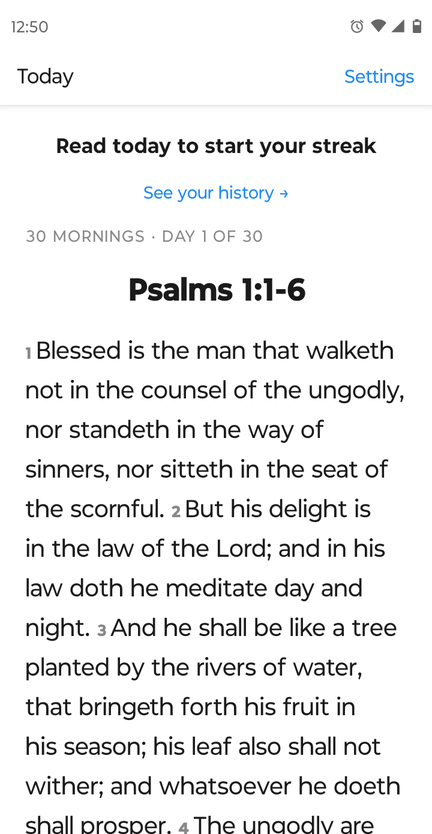 12:50
Today
Settings
Read today to start your streak
See your history →
30 MORNINGS · DAY 1 OF 30
Psalms 1:1-6
1 Blessed is the man that walketh
not in the counsel of the ungodly,
nor standeth in the way of
sinners, nor sitteth in the seat of
the scornful. 2 But his delight is
in the law of the Lord; and in his
law doth he meditate day and
night. 3 And he shall be like a tree
planted by the rivers of water,
that bringeth forth his fruit in
his season; his leaf also shall not
wither; and whatsoever he doeth
shall prosper. 4 The ungodly are